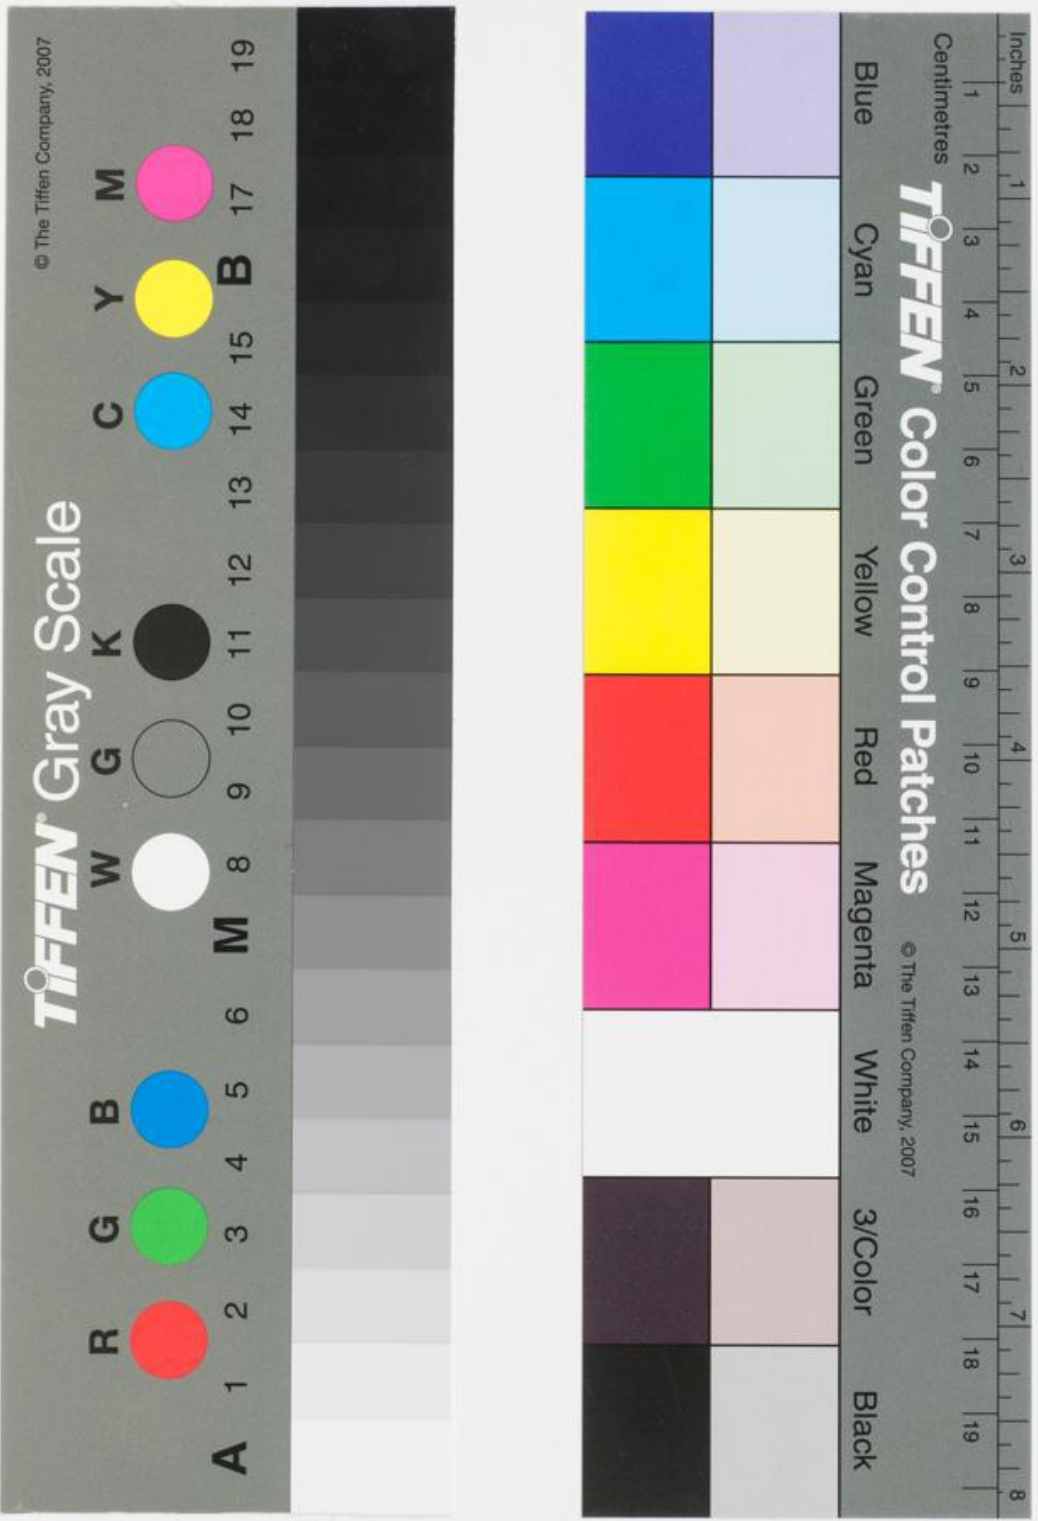 TIFFEN® Gray Scale
© The Tiffen Company, 2007
R G B W G K C Y M
A 1 2 3 4 5 6 M 8 9 10 11 12 13 14 15 B 17 18 19
Inches 1 2 3 4 5 6 7 8
Centimetres 1 2 3 4 5 6 7 8 9 10 11 12 13 14 15 16 17 18 19
TIFFEN® Color Control Patches © The Tiffen Company, 2007
Blue Cyan Green Yellow Red Magenta White 3/Color Black